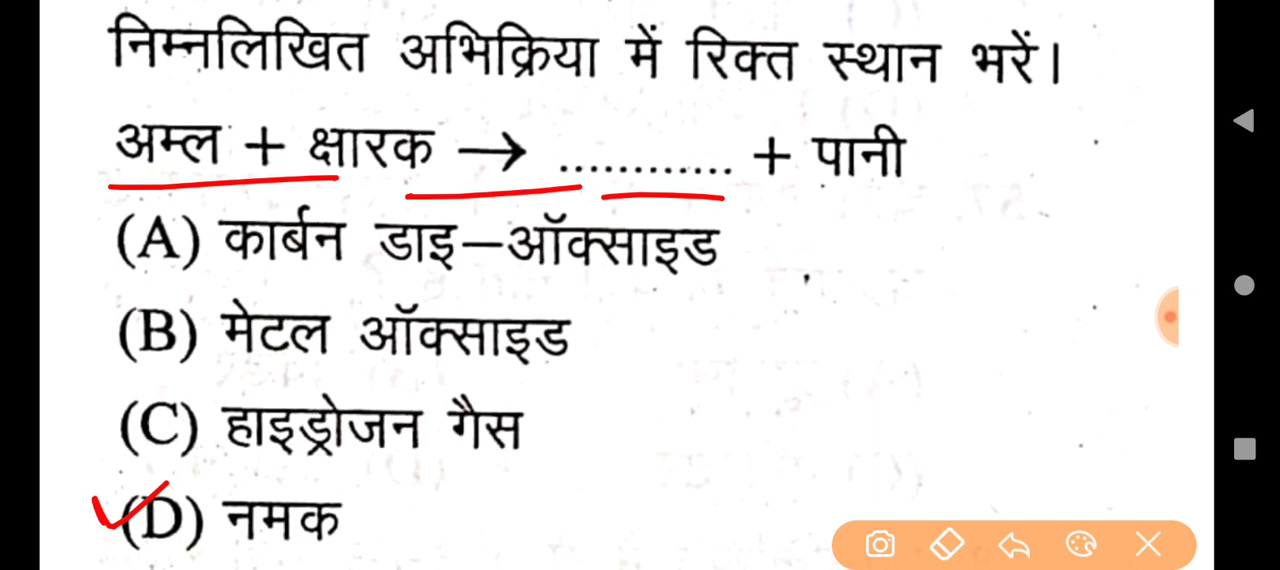 निम्नलिखित अभिक्रिया में रिक्त स्थान भरें।
अम्ल + क्षारक → ............ + पानी
(A) कार्बन डाइ–ऑक्साइड
(B) मेटल ऑक्साइड
(C) हाइड्रोजन गैस
(D) नमक